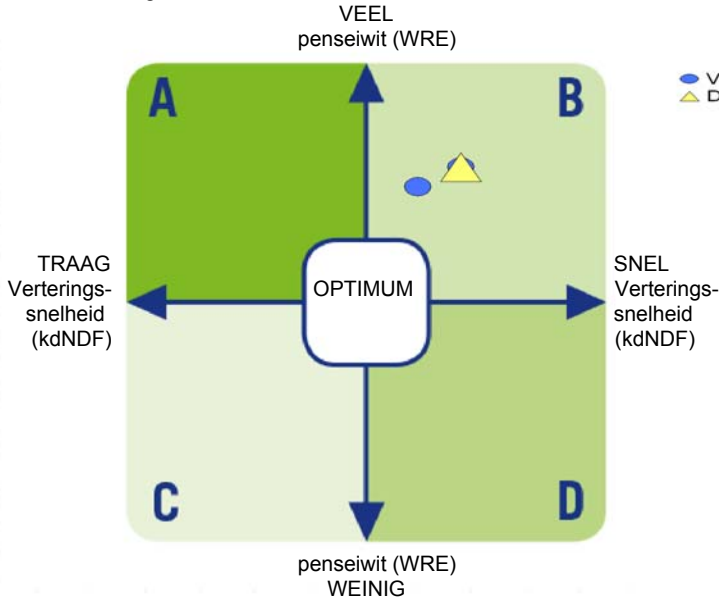 VEEL
penseiwit (WRE)
A
B
V
D
TRAAG
Verterings-
snelheid
(kdNDF)
OPTIMUM
SNEL
Verterings-
snelheid
(kdNDF)
C
D
penseiwit (WRE)
WEINIG